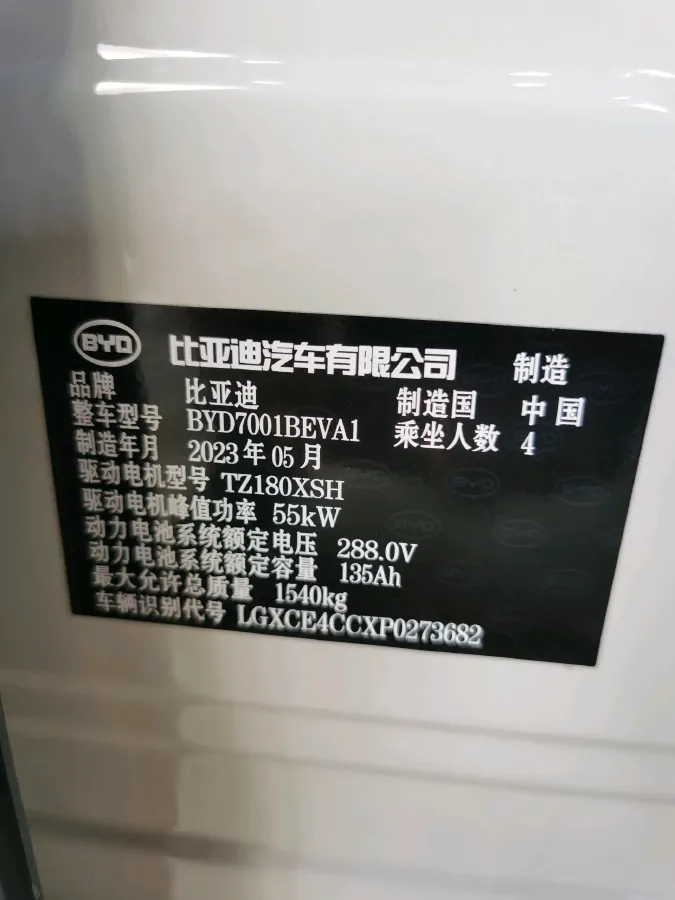 BYD 比亚迪汽车有限公司 制造
品牌 比亚迪 制造国 中国
整车型号 BYD7001BEVA1 乘坐人数 4
制造年月 2023年05月
驱动电机型号 TZ180XSH
驱动电机峰值功率 55kW
动力电池系统额定电压 288.0V
动力电池系统额定容量 135Ah
最大允许总质量 1540kg
车辆识别代号 LGXCE4CCXP0273682